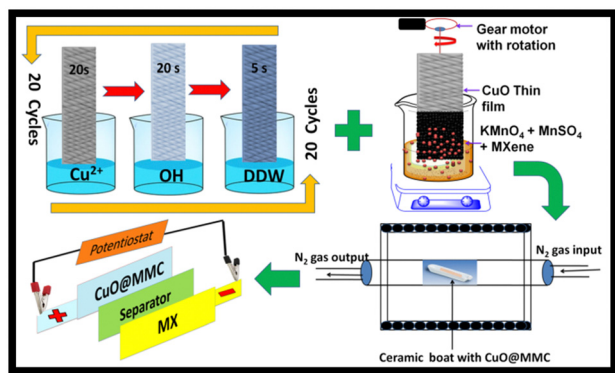 20s
20 s
5 s
20 Cycles
20 Cycles
Cu²⁺
OH
DDW
Gear motor
with rotation
CuO Thin
film
KMnO₄ + MnSO₄
+ MXene
Potentiostat
CuO@MMC
Separator
MX
N₂ gas output
N₂ gas input
Ceramic boat with CuO@MMC